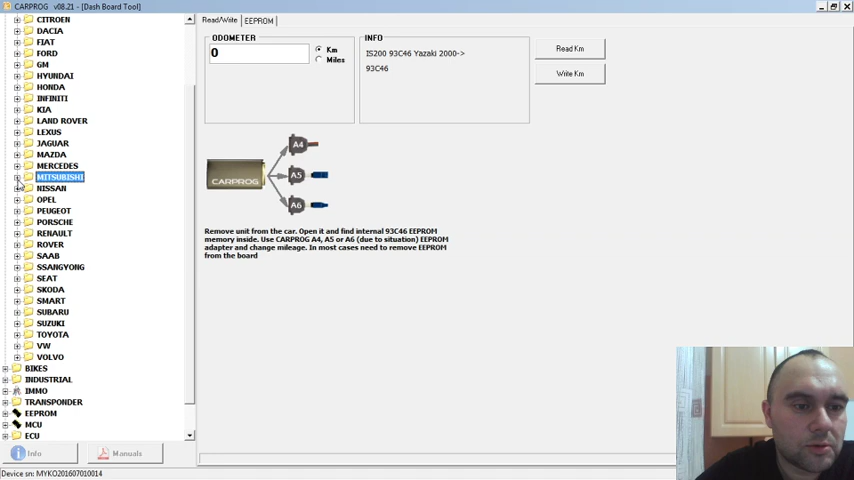 CARPROG v08.21 - [Dash Board Tool]
CITROEN
DACIA
FIAT
FORD
GM
HYUNDAI
HONDA
INFINITI
KIA
LAND ROVER
LEXUS
JAGUAR
MAZDA
MERCEDES
MITSUBISHI
NISSAN
OPEL
PEUGEOT
PORSCHE
RENAULT
ROVER
SAAB
SSANGYONG
SEAT
SKODA
SMART
SUBARU
SUZUKI
TOYOTA
VW
VOLVO
BIKES
INDUSTRIAL
IMMO
TRANSPONDER
EEPROM
MCU
ECU
Info
Manuals
Device sn: MYKO201607010014
Read/Write
EEPROM
ODOMETER
0
Km
Miles
INFO
IS200 93C46 Yazaki 2000->
93C46
Read Km
Write Km
CARPROG
A4
A5
A6
Remove unit from the car. Open it and find internal 93C46 EEPROM
memory inside. Use CARPROG A4, A5 or A6 (due to situation) EEPROM
adapter and change mileage. In most cases need to remove EEPROM
from the board